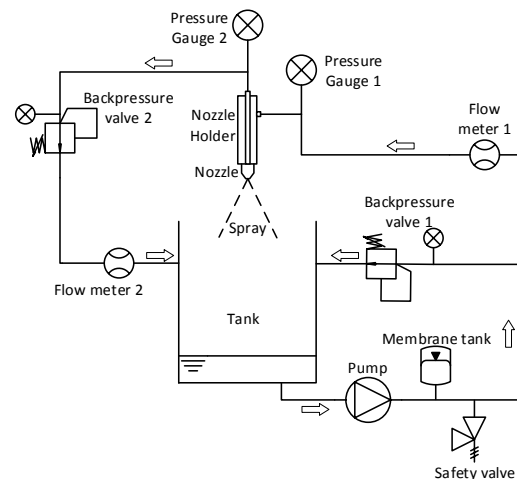 Pressure
Gauge 2
Pressure
Gauge 1
Backpressure
valve 2
Nozzle
Holder
Flow
meter 1
Nozzle
Backpressure
valve 1
Spray
Flow meter 2
Tank
Membrane tank
Pump
Safety valve